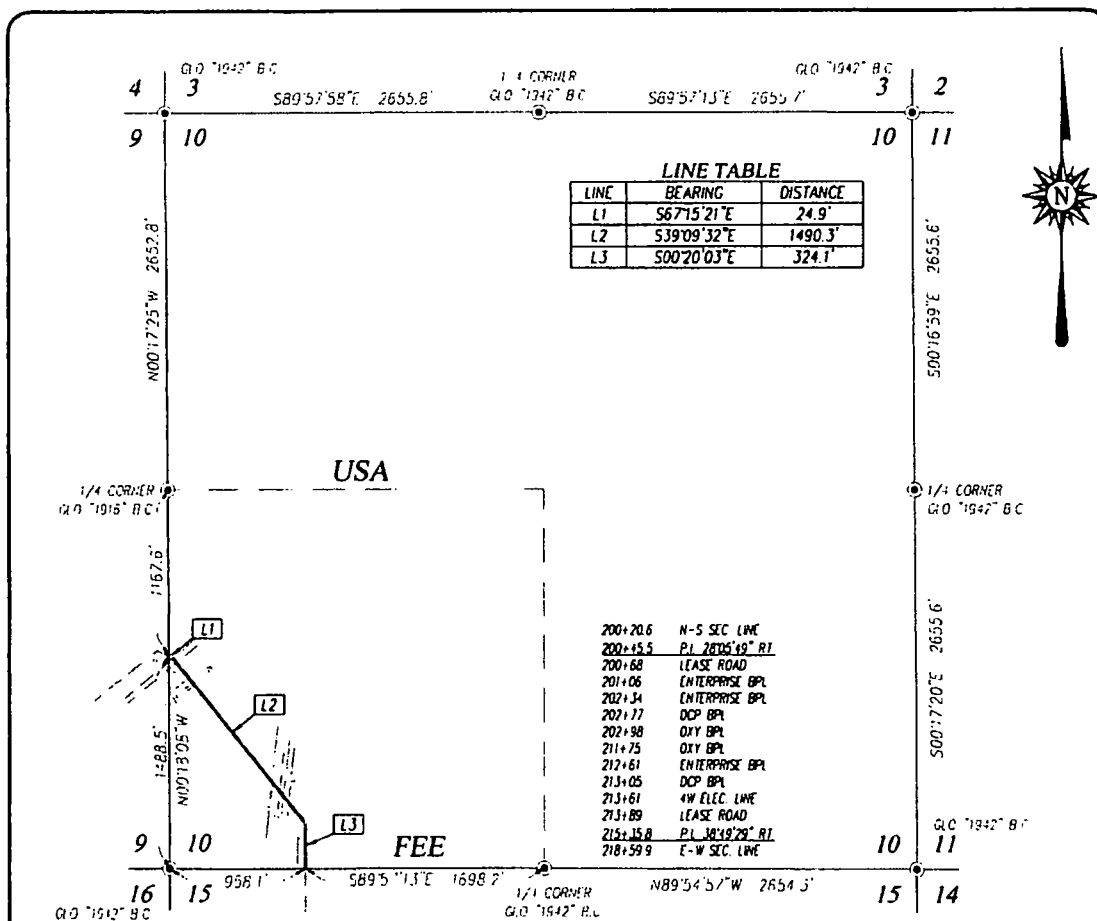 GLO "1942" B.C
1/4 CORNER
GLO "1942" B.C
GLO "1942" B.C
4 3
3 2
S89°57'58"E 2655.8'
S89°57'13"E 2655.7'
9 10
10 11
LINE TABLE
LINE BEARING DISTANCE
L1 S67°15'21"E 24.9'
L2 S39°09'32"E 1490.3'
L3 S00°20'03"E 324.1'
N
N00°17'25"W 2652.8'
S00°16'59"E 2655.6'
USA
1/4 CORNER
GLO "1916" B.C
1/4 CORNER
GLO "1942" B.C
1167.6'
L1
L2
L3
1488.5'
N00°18'05"W
S00°17'20"E 2655.6'
200+20.6 N-S SEC. LINE
200+45.5 P.I. 28°05'49" RT
200+68 LEASE ROAD
201+06 ENTERPRISE BPL
202+34 ENTERPRISE BPL
202+77 DCP BPL
202+98 OXY BPL
211+75 OXY BPL
212+61 ENTERPRISE BPL
213+05 DCP BPL
213+61 4W ELEC. LINE
213+89 LEASE ROAD
215+35.8 P.I. 38°49'29" RT
218+59.9 E-W SEC. LINE
GLO "1942" B.C
9 10
FEE
10 11
958.1'
1698.2'
N89°54'57"W 2654.3'
16 15
1/4 CORNER
GLO "1942" B.C
15 14
GLO "1942" B.C